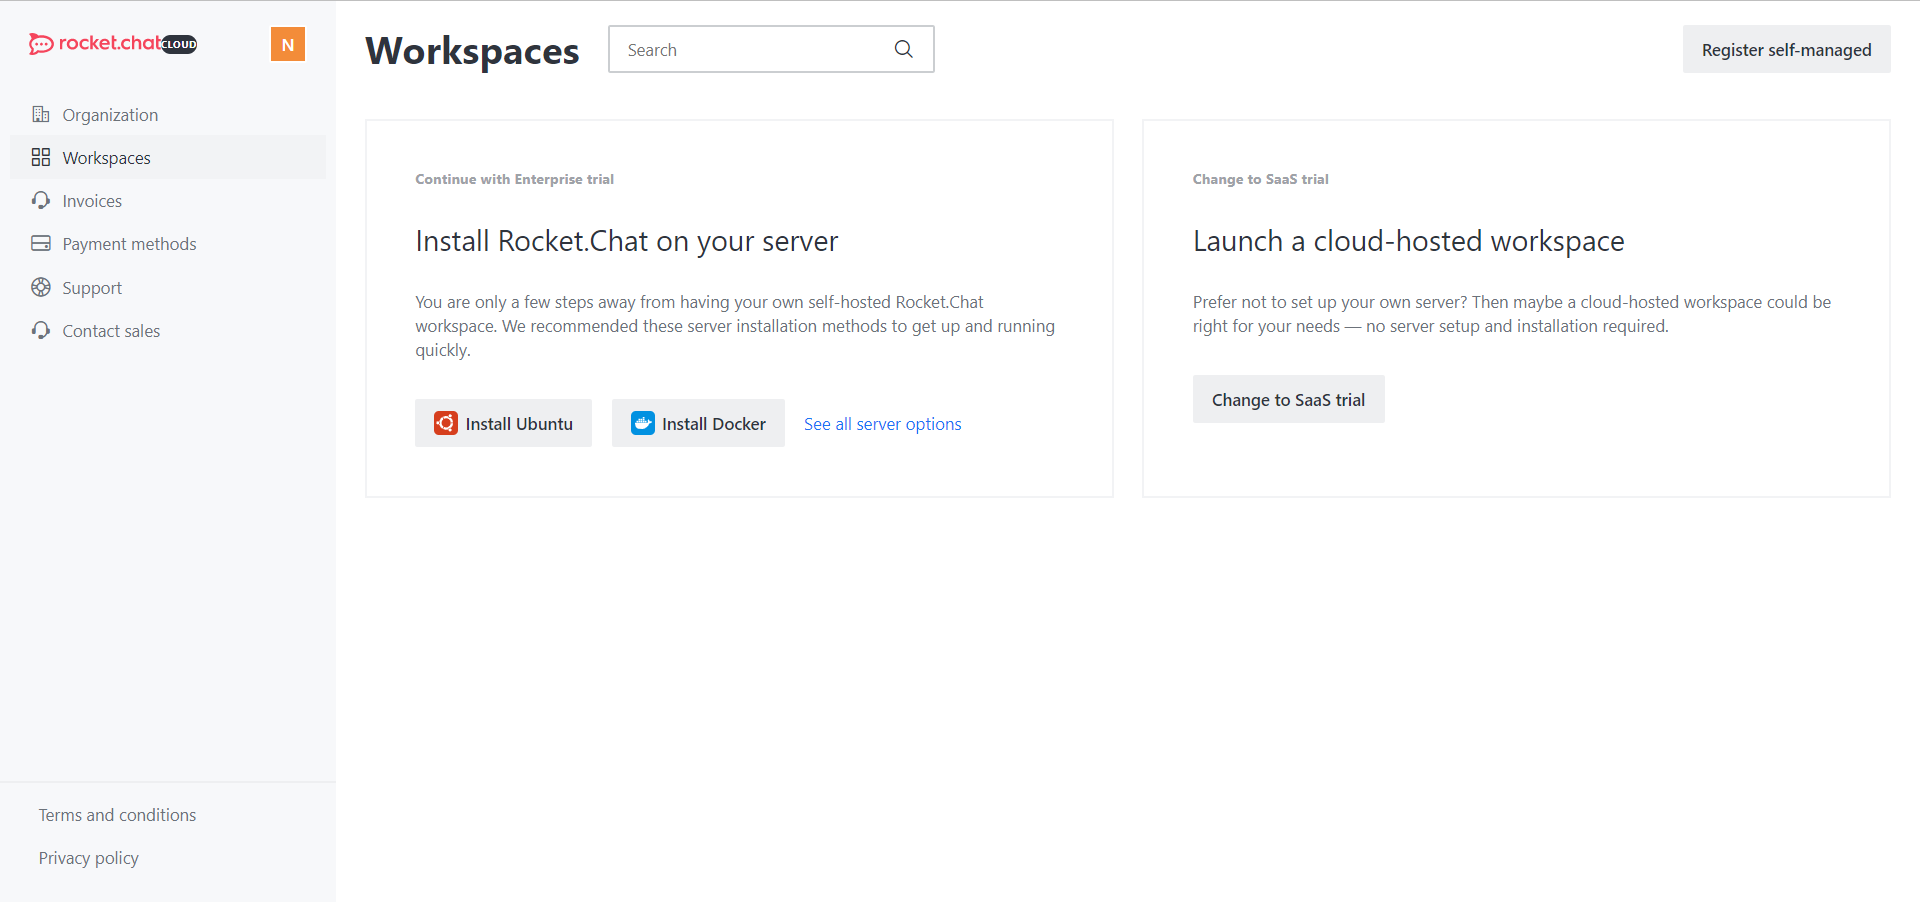 rocket.chat CLOUD
N
Organization
Workspaces
Invoices
Payment methods
Support
Contact sales
Terms and conditions
Privacy policy
Workspaces
Search
Register self-managed
Continue with Enterprise trial
Install Rocket.Chat on your server
You are only a few steps away from having your own self-hosted Rocket.Chat
workspace. We recommended these server installation methods to get up and running
quickly.
Install Ubuntu
Install Docker
See all server options
Change to SaaS trial
Launch a cloud-hosted workspace
Prefer not to set up your own server? Then maybe a cloud-hosted workspace could be
right for your needs — no server setup and installation required.
Change to SaaS trial